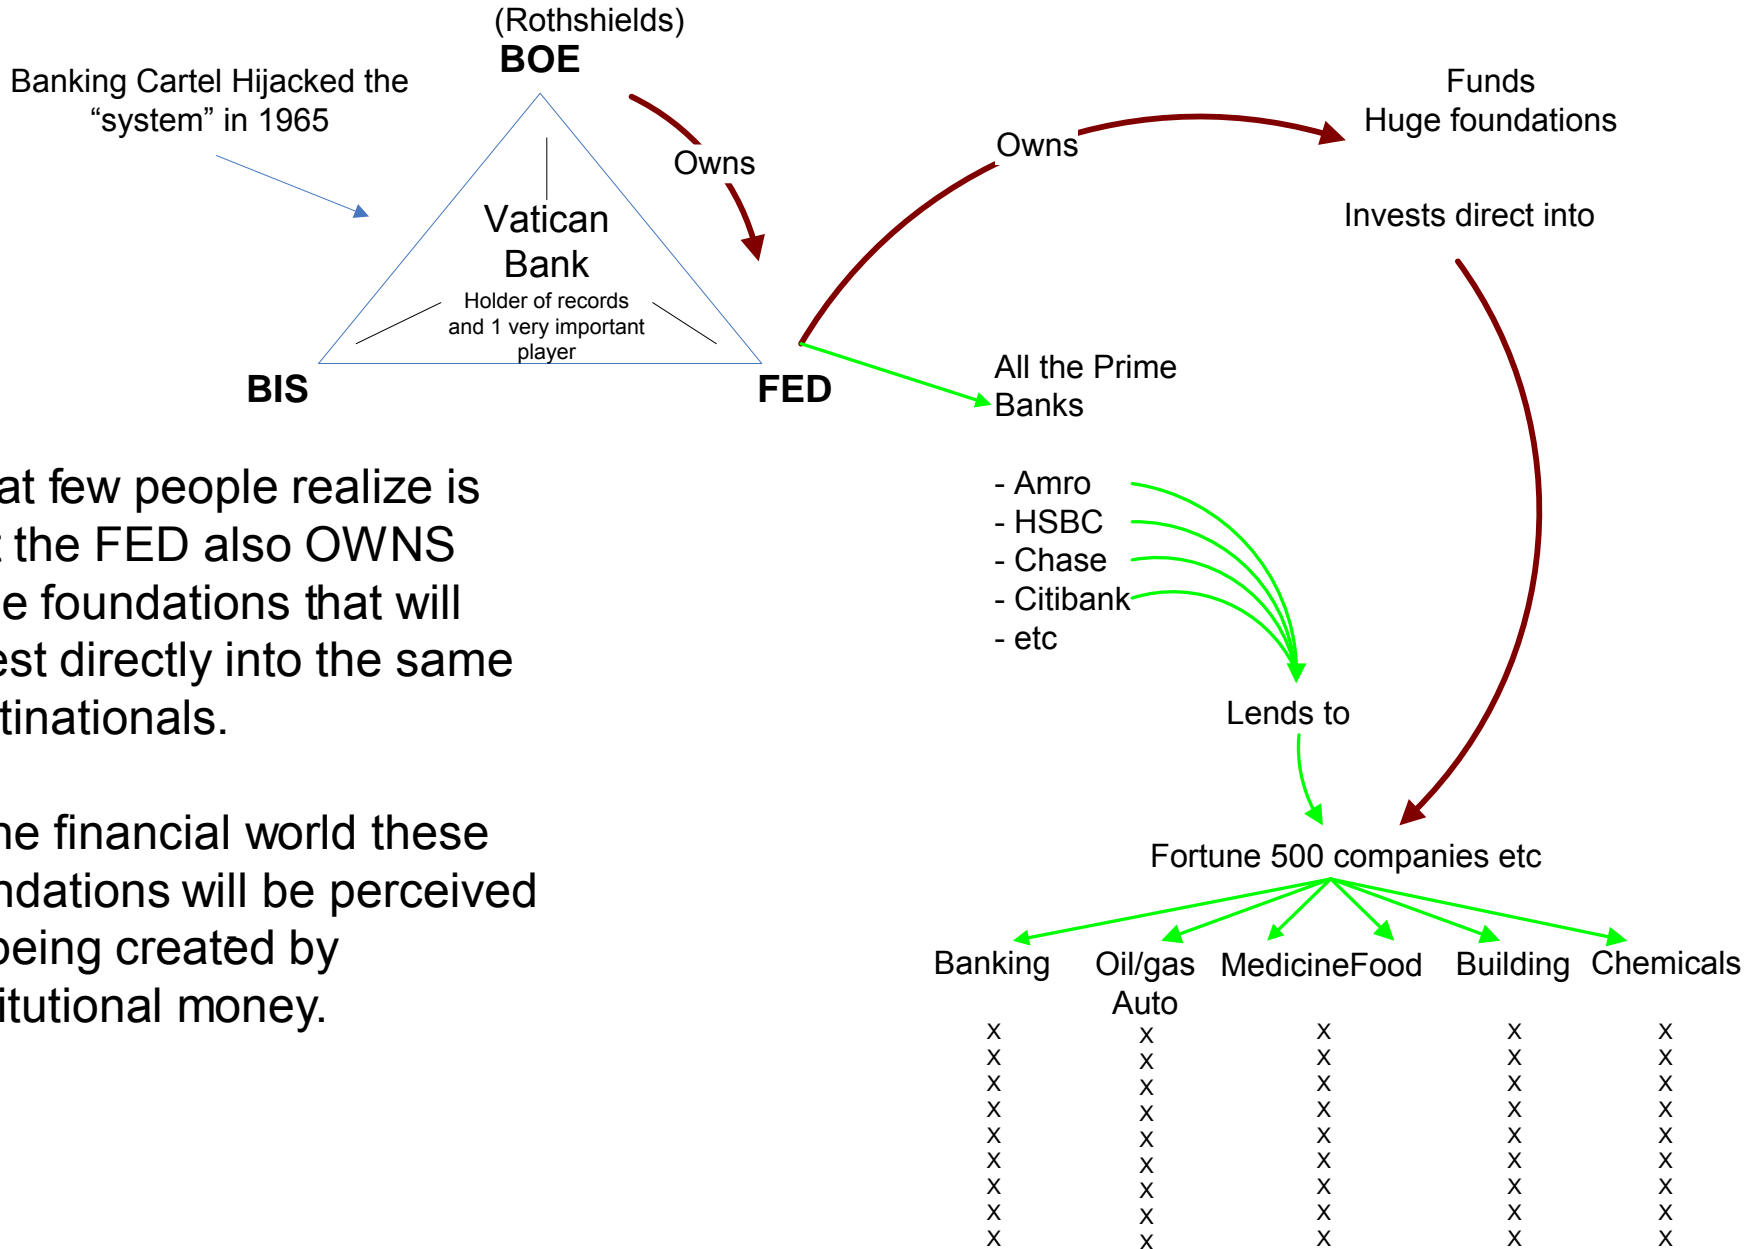 (Rothshields)
BOE
Banking Cartel Hijacked the
“system” in 1965
Owns
Vatican
Bank
Holder of records
and 1 very important
player
BIS
FED
Owns
Funds
Huge foundations
Invests direct into
All the Prime
Banks
- Amro
- HSBC
- Chase
- Citibank
- etc
Lends to
Fortune 500 companies etc
Banking
Oil/gas
Auto
Medicine
Food
Building
Chemicals
X X X X X
X X X X X
X X X X X
X X X X X
X X X X X
X X X X X
X X X X X
X X X X X
X X X X X
at few people realize is
t the FED also OWNS
e foundations that will
est directly into the same
tinationals.
ne financial world these
ndations will be perceived
being created by
titutional money.